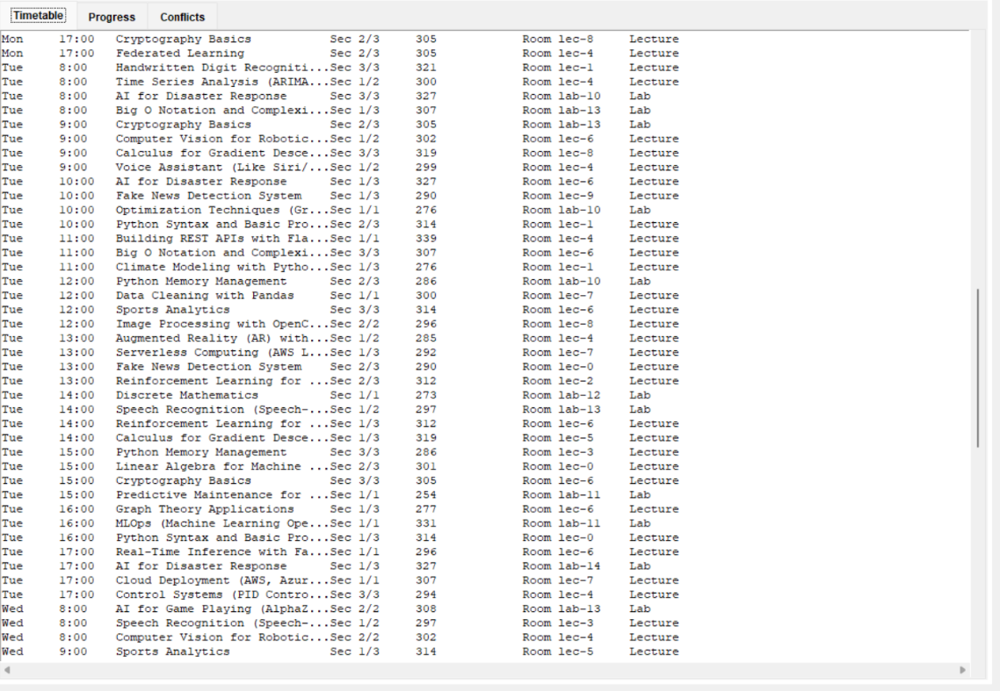 Timetable Progress Conflicts
Mon 17:00 Cryptography Basics Sec 2/3 305 Room lec-8 Lecture
Mon 17:00 Federated Learning Sec 2/3 305 Room lec-4 Lecture
Tue 8:00 Handwritten Digit Recogniti...Sec 3/3 321 Room lec-1 Lecture
Tue 8:00 Time Series Analysis (ARIMA...Sec 1/2 300 Room lec-4 Lecture
Tue 8:00 AI for Disaster Response Sec 3/3 327 Room lab-10 Lab
Tue 8:00 Big O Notation and Complexi...Sec 1/3 307 Room lab-13 Lab
Tue 9:00 Cryptography Basics Sec 2/3 305 Room lab-13 Lab
Tue 9:00 Computer Vision for Robotic...Sec 1/2 302 Room lec-6 Lecture
Tue 9:00 Calculus for Gradient Desce...Sec 3/3 319 Room lec-8 Lecture
Tue 9:00 Voice Assistant (Like Siri/...Sec 1/2 299 Room lec-4 Lecture
Tue 10:00 AI for Disaster Response Sec 1/3 327 Room lec-6 Lecture
Tue 10:00 Fake News Detection System Sec 1/3 290 Room lec-9 Lecture
Tue 10:00 Optimization Techniques (Gr...Sec 1/1 276 Room lab-10 Lab
Tue 10:00 Python Syntax and Basic Pro...Sec 2/3 314 Room lec-1 Lecture
Tue 11:00 Building REST APIs with Fla...Sec 1/1 339 Room lec-4 Lecture
Tue 11:00 Big O Notation and Complexi...Sec 3/3 307 Room lec-6 Lecture
Tue 11:00 Climate Modeling with Pytho...Sec 1/3 276 Room lec-1 Lecture
Tue 12:00 Python Memory Management Sec 2/3 286 Room lab-10 Lab
Tue 12:00 Data Cleaning with Pandas Sec 1/1 300 Room lec-7 Lecture
Tue 12:00 Sports Analytics Sec 3/3 314 Room lec-6 Lecture
Tue 12:00 Image Processing with OpenC...Sec 2/2 296 Room lec-8 Lecture
Tue 13:00 Augmented Reality (AR) with...Sec 1/2 285 Room lec-4 Lecture
Tue 13:00 Serverless Computing (AWS L...Sec 1/3 292 Room lec-7 Lecture
Tue 13:00 Fake News Detection System Sec 2/3 290 Room lec-0 Lecture
Tue 13:00 Reinforcement Learning for ...Sec 2/3 312 Room lec-2 Lecture
Tue 14:00 Discrete Mathematics Sec 1/1 273 Room lab-12 Lab
Tue 14:00 Speech Recognition (Speech-...Sec 1/2 297 Room lab-13 Lab
Tue 14:00 Reinforcement Learning for ...Sec 1/3 312 Room lec-6 Lecture
Tue 14:00 Calculus for Gradient Desce...Sec 1/3 319 Room lec-5 Lecture
Tue 15:00 Python Memory Management Sec 3/3 286 Room lec-3 Lecture
Tue 15:00 Linear Algebra for Machine ...Sec 2/3 301 Room lec-0 Lecture
Tue 15:00 Cryptography Basics Sec 3/3 305 Room lec-6 Lecture
Tue 15:00 Predictive Maintenance for ...Sec 1/1 254 Room lab-11 Lab
Tue 16:00 Graph Theory Applications Sec 1/3 277 Room lec-6 Lecture
Tue 16:00 MLOps (Machine Learning Ope...Sec 1/1 331 Room lab-11 Lab
Tue 16:00 Python Syntax and Basic Pro...Sec 1/3 314 Room lec-0 Lecture
Tue 17:00 Real-Time Inference with Fa...Sec 1/1 296 Room lec-6 Lecture
Tue 17:00 AI for Disaster Response Sec 1/3 327 Room lab-14 Lab
Tue 17:00 Cloud Deployment (AWS, Azur...Sec 1/1 307 Room lec-7 Lecture
Tue 17:00 Control Systems (PID Contro...Sec 3/3 294 Room lec-4 Lecture
Wed 8:00 AI for Game Playing (AlphaZ...Sec 2/2 308 Room lab-13 Lab
Wed 8:00 Speech Recognition (Speech-...Sec 1/2 297 Room lec-3 Lecture
Wed 8:00 Computer Vision for Robotic...Sec 2/2 302 Room lec-4 Lecture
Wed 9:00 Sports Analytics Sec 1/3 314 Room lec-5 Lecture